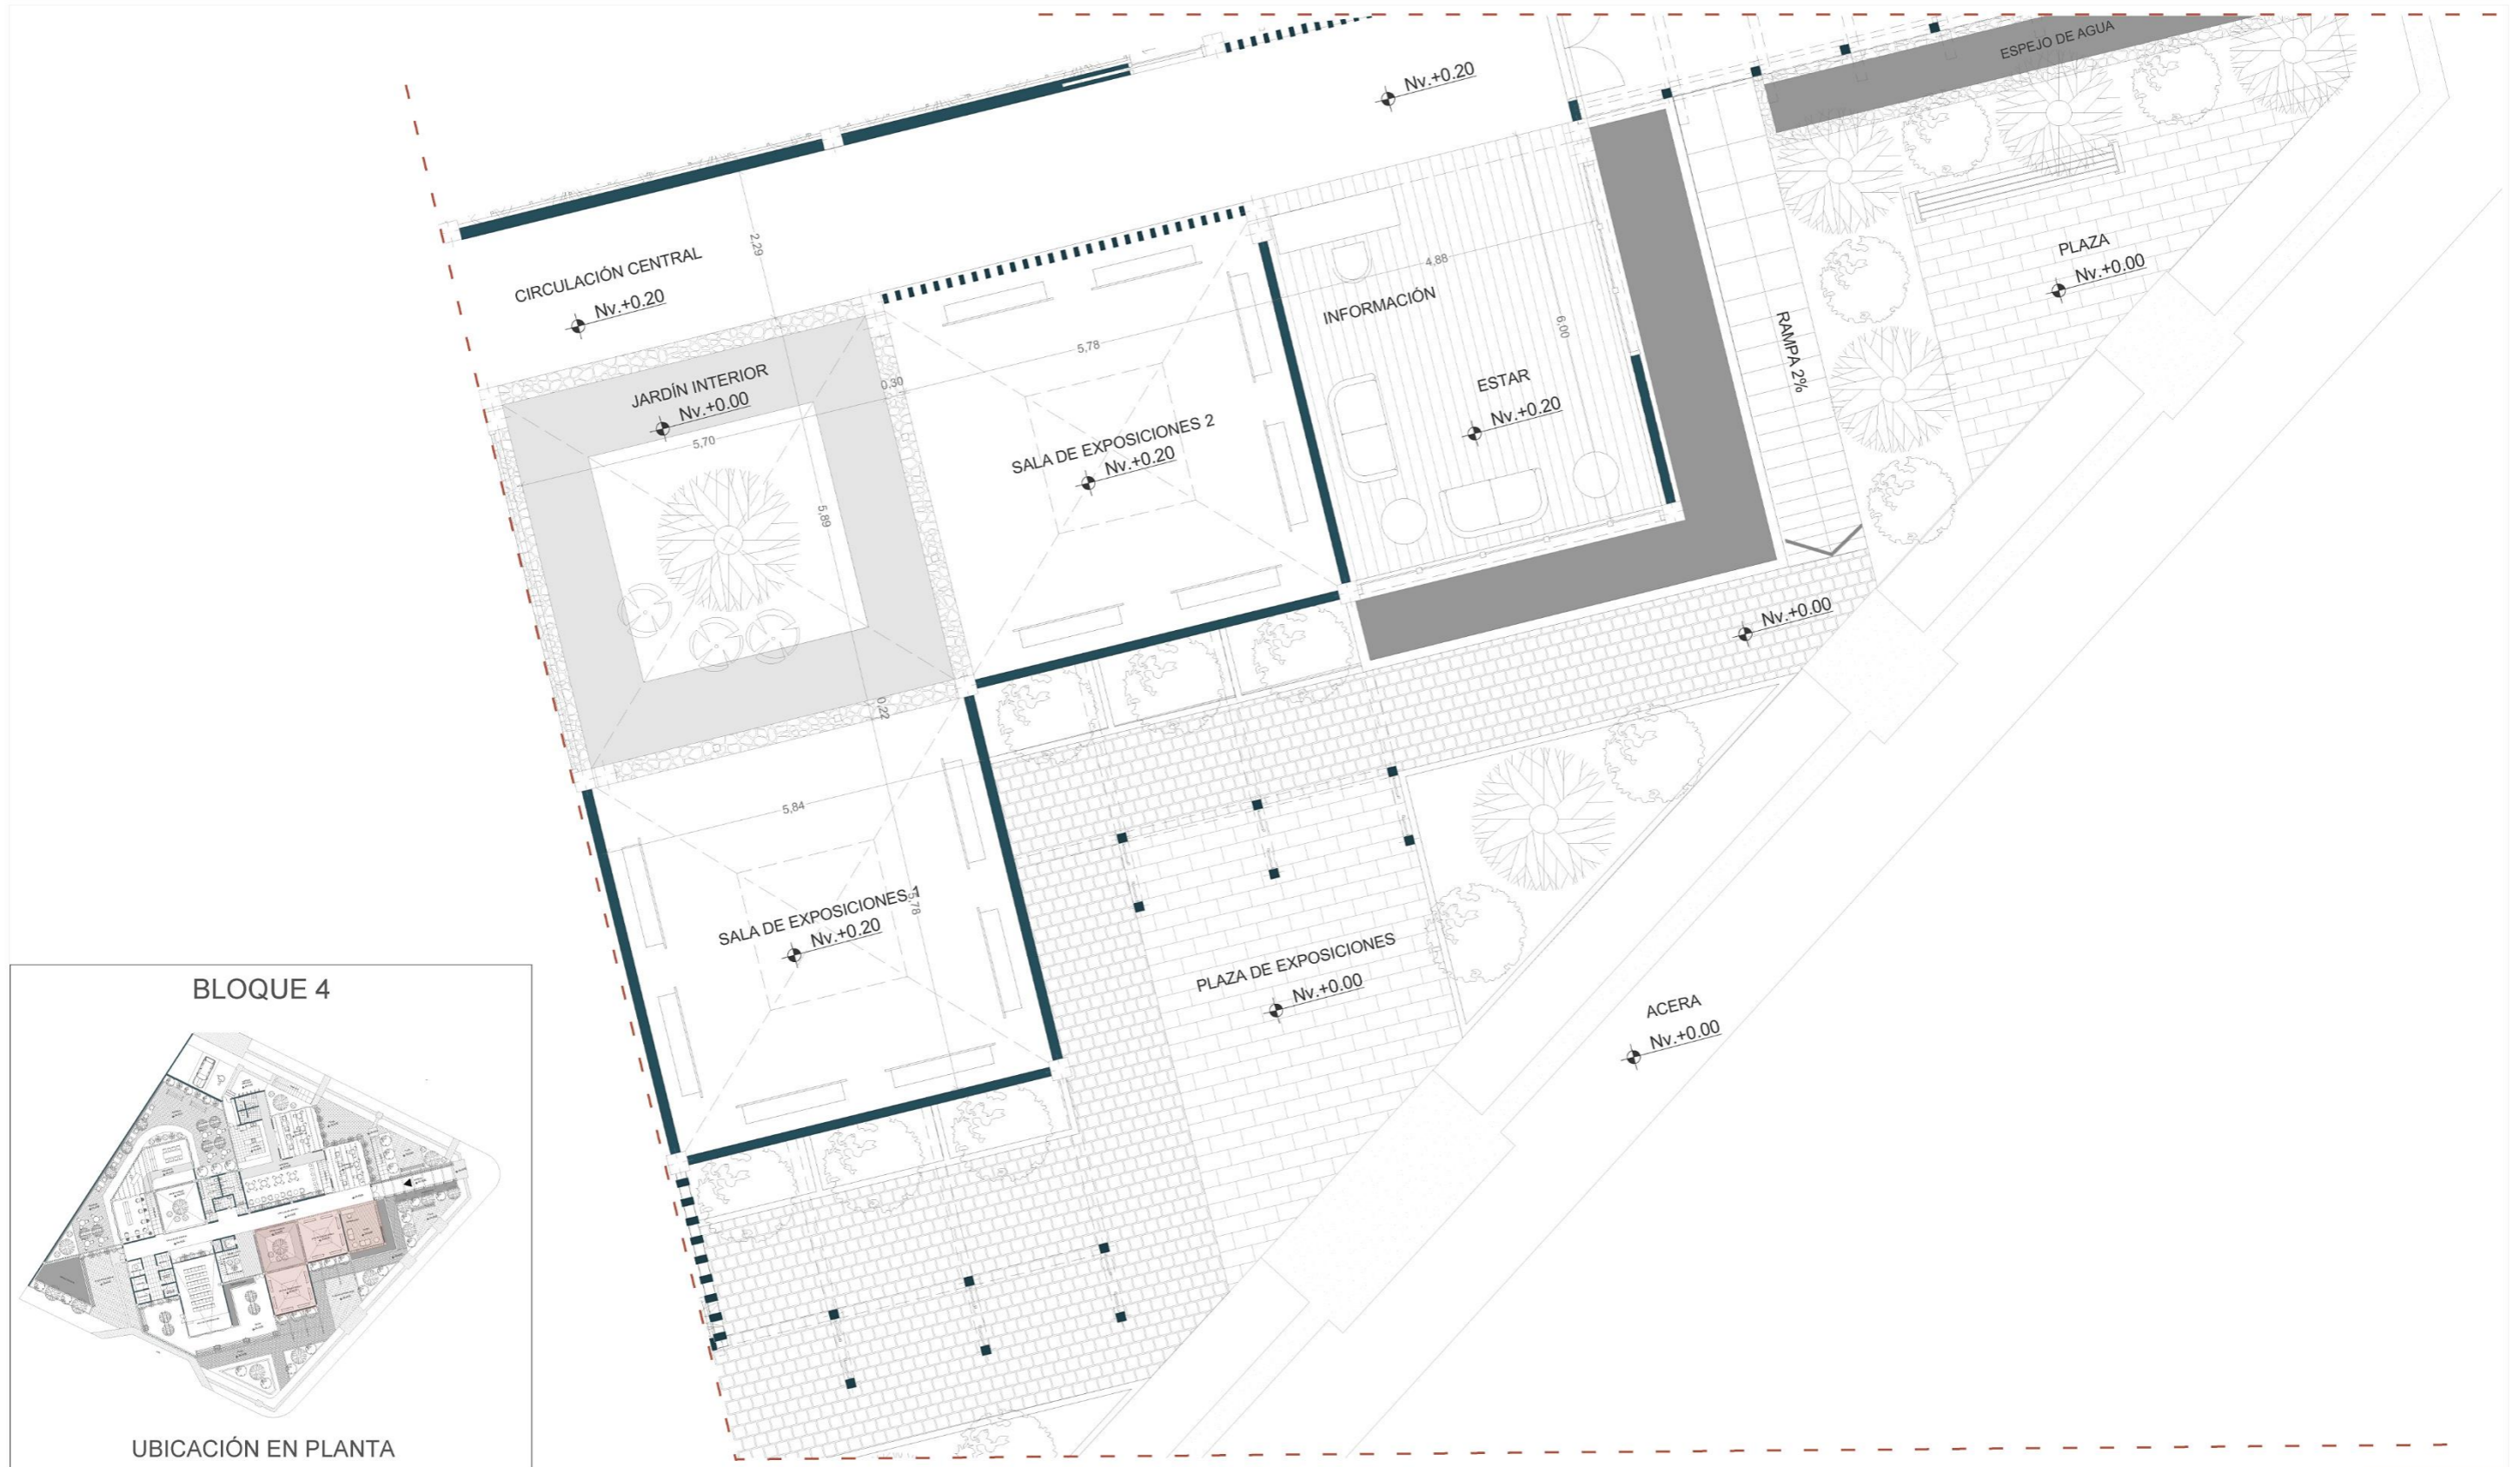 ESPEJO DE AGUA
Nv.+0.20
PLAZA
Nv.+0.00
2,29
CIRCULACIÓN CENTRAL
Nv.+0.20
4,88
INFORMACIÓN
6,00
RAMPA 2%
5,78
0,30
JARDÍN INTERIOR
Nv.+0.00
5,70
ESTAR
Nv.+0.20
SALA DE EXPOSICIONES 2
Nv.+0.20
5,89
Nv.+0.00
0,22
5,84
SALA DE EXPOSICIONES 1
Nv.+0.20
5,78
PLAZA DE EXPOSICIONES
Nv.+0.00
ACERA
Nv.+0.00
BLOQUE 4
UBICACIÓN EN PLANTA